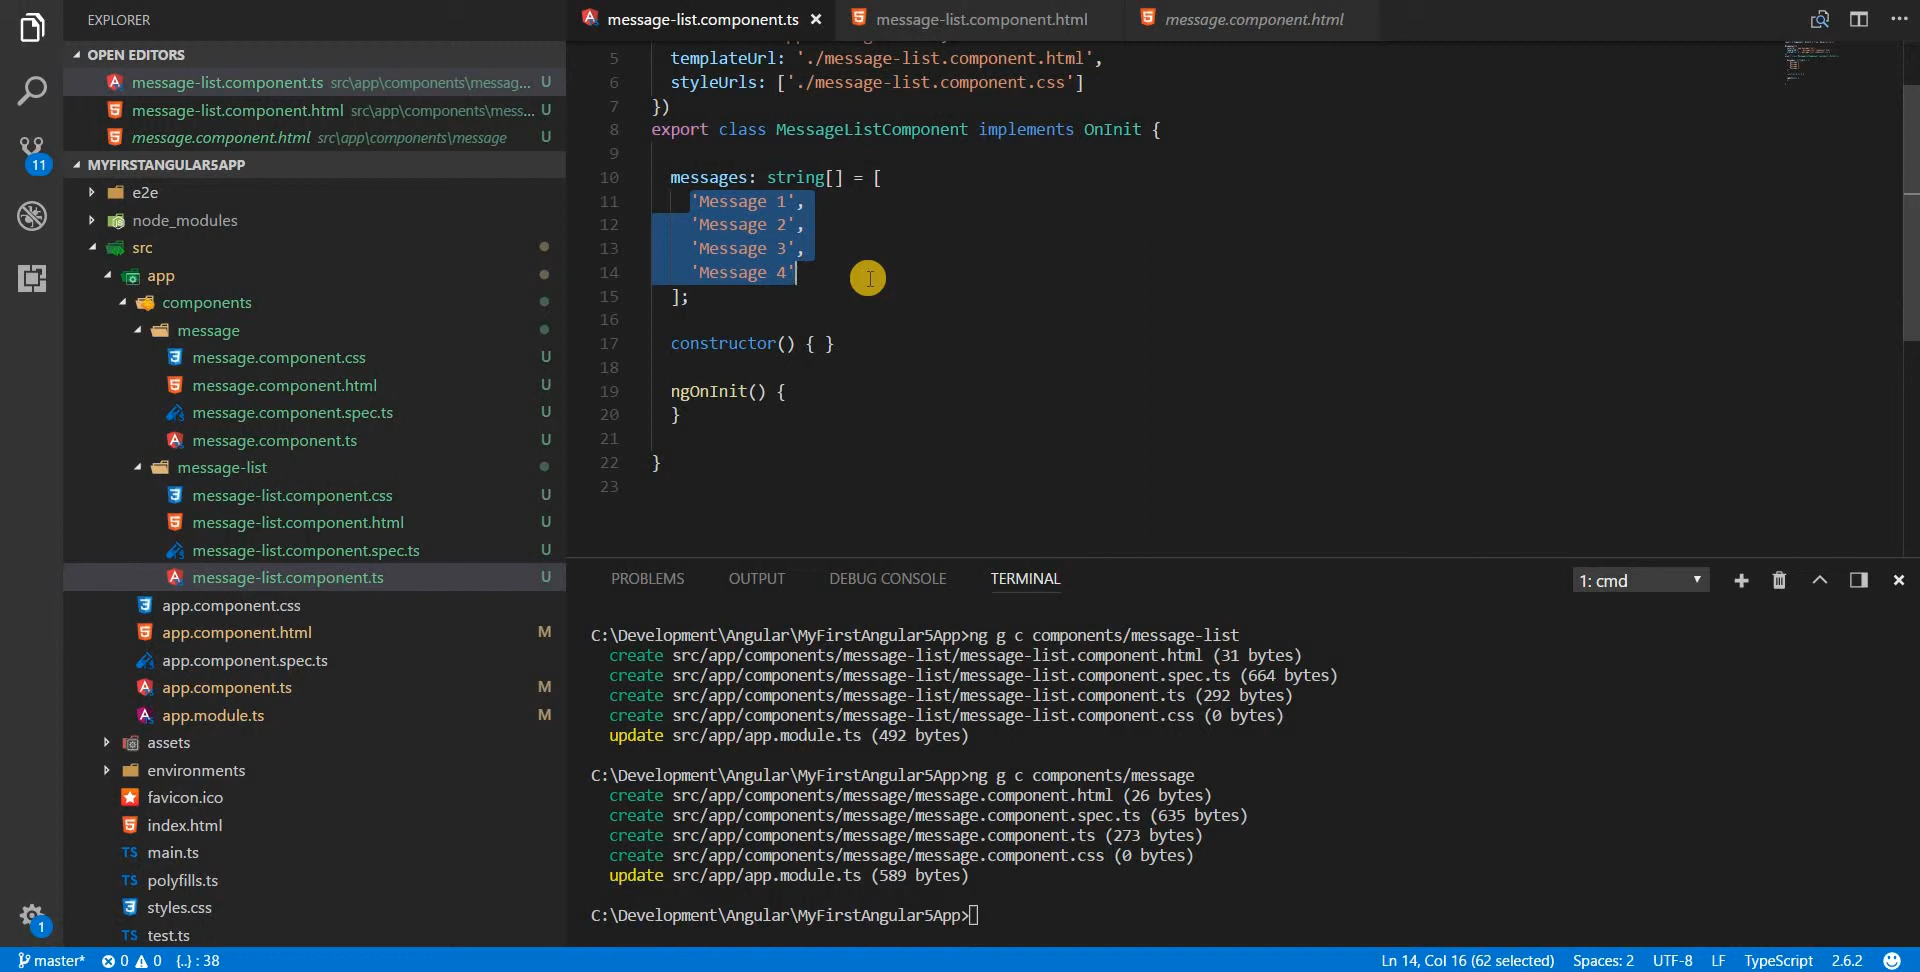 EXPLORER
OPEN EDITORS
message-list.component.ts src\app\components\messag... U
message-list.component.html src\app\components\mess... U
message.component.html src\app\components\message U
MYFIRSTANGULAR5APP
e2e
node_modules
src
app
components
message
message.component.css U
message.component.html U
message.component.spec.ts U
message.component.ts U
message-list
message-list.component.css U
message-list.component.html U
message-list.component.spec.ts U
message-list.component.ts U
app.component.css
app.component.html M
app.component.spec.ts
app.component.ts M
app.module.ts M
assets
environments
favicon.ico
index.html
TS main.ts
TS polyfills.ts
styles.css
TS test.ts
11
1
message-list.component.ts message-list.component.html message.component.html
5 templateUrl: './message-list.component.html',
6 styleUrls: ['./message-list.component.css']
7 })
8 export class MessageListComponent implements OnInit {
9
10 messages: string[] = [
11 'Message 1',
12 'Message 2',
13 'Message 3',
14 'Message 4'
15 ];
16
17 constructor() { }
18
19 ngOnInit() {
20 }
21
22 }
23
PROBLEMS OUTPUT DEBUG CONSOLE TERMINAL 1: cmd
C:\Development\Angular\MyFirstAngular5App>ng g c components/message-list
create src/app/components/message-list/message-list.component.html (31 bytes)
create src/app/components/message-list/message-list.component.spec.ts (664 bytes)
create src/app/components/message-list/message-list.component.ts (292 bytes)
create src/app/components/message-list/message-list.component.css (0 bytes)
update src/app/app.module.ts (492 bytes)
C:\Development\Angular\MyFirstAngular5App>ng g c components/message
create src/app/components/message/message.component.html (26 bytes)
create src/app/components/message/message.component.spec.ts (635 bytes)
create src/app/components/message/message.component.ts (273 bytes)
create src/app/components/message/message.component.css (0 bytes)
update src/app/app.module.ts (589 bytes)
C:\Development\Angular\MyFirstAngular5App>
master* 0 0 {..} : 38 Ln 14, Col 16 (62 selected) Spaces: 2 UTF-8 LF TypeScript 2.6.2